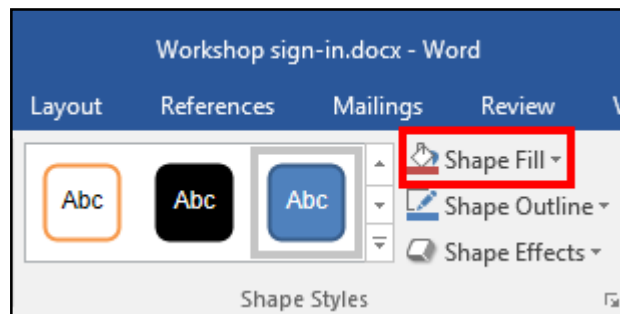 Workshop sign-in.docx - Word
Layout References Mailings Review
Abc Abc Abc
Shape Fill
Shape Outline
Shape Effects
Shape Styles